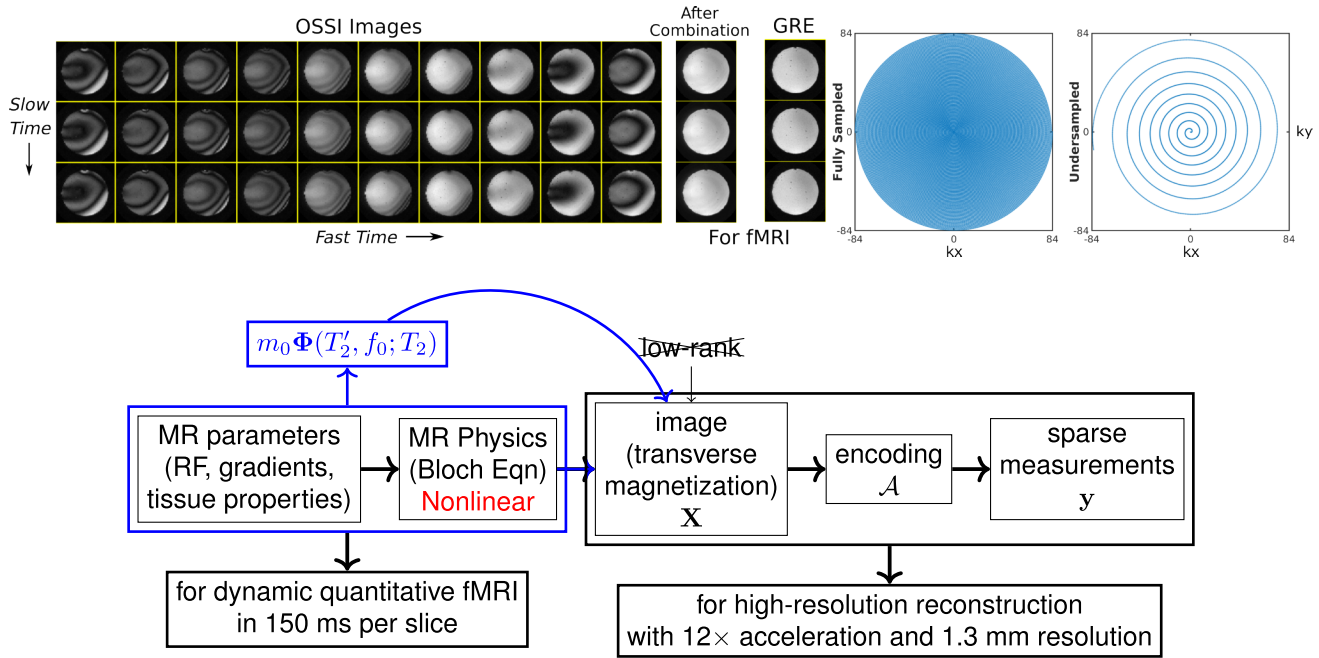 OSSI Images
After
Combination
GRE
Slow
Time
Fast Time
For fMRI
Fully Sampled
84
0
-84
-84
0
84
kx
Undersampled
84
0
-84
-84
0
84
kx
ky
m₀Φ(T₂′, f₀; T₂)
low-rank
MR parameters
(RF, gradients,
tissue properties)
MR Physics
(Bloch Eqn)
Nonlinear
image
(transverse
magnetization)
X
encoding
𝒜
sparse
measurements
y
for dynamic quantitative fMRI
in 150 ms per slice
for high-resolution reconstruction
with 12× acceleration and 1.3 mm resolution